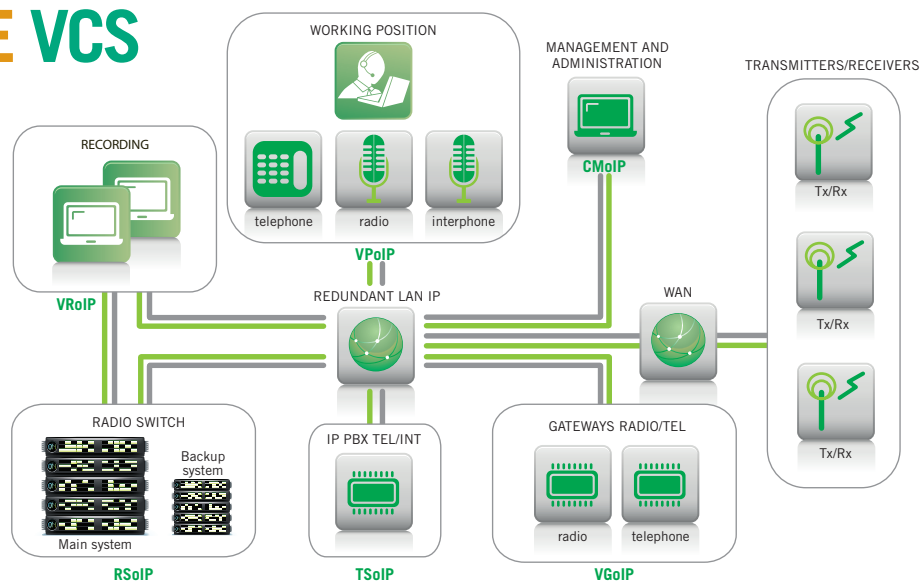 E VCS
WORKING POSITION
telephone
radio
interphone
VPoIP
MANAGEMENT AND
ADMINISTRATION
CMoIP
TRANSMITTERS/RECEIVERS
Tx/Rx
Tx/Rx
Tx/Rx
RECORDING
VRoIP
REDUNDANT LAN IP
WAN
RADIO SWITCH
Backup
system
Main system
RSoIP
IP PBX TEL/INT
TSoIP
GATEWAYS RADIO/TEL
radio
telephone
VGoIP